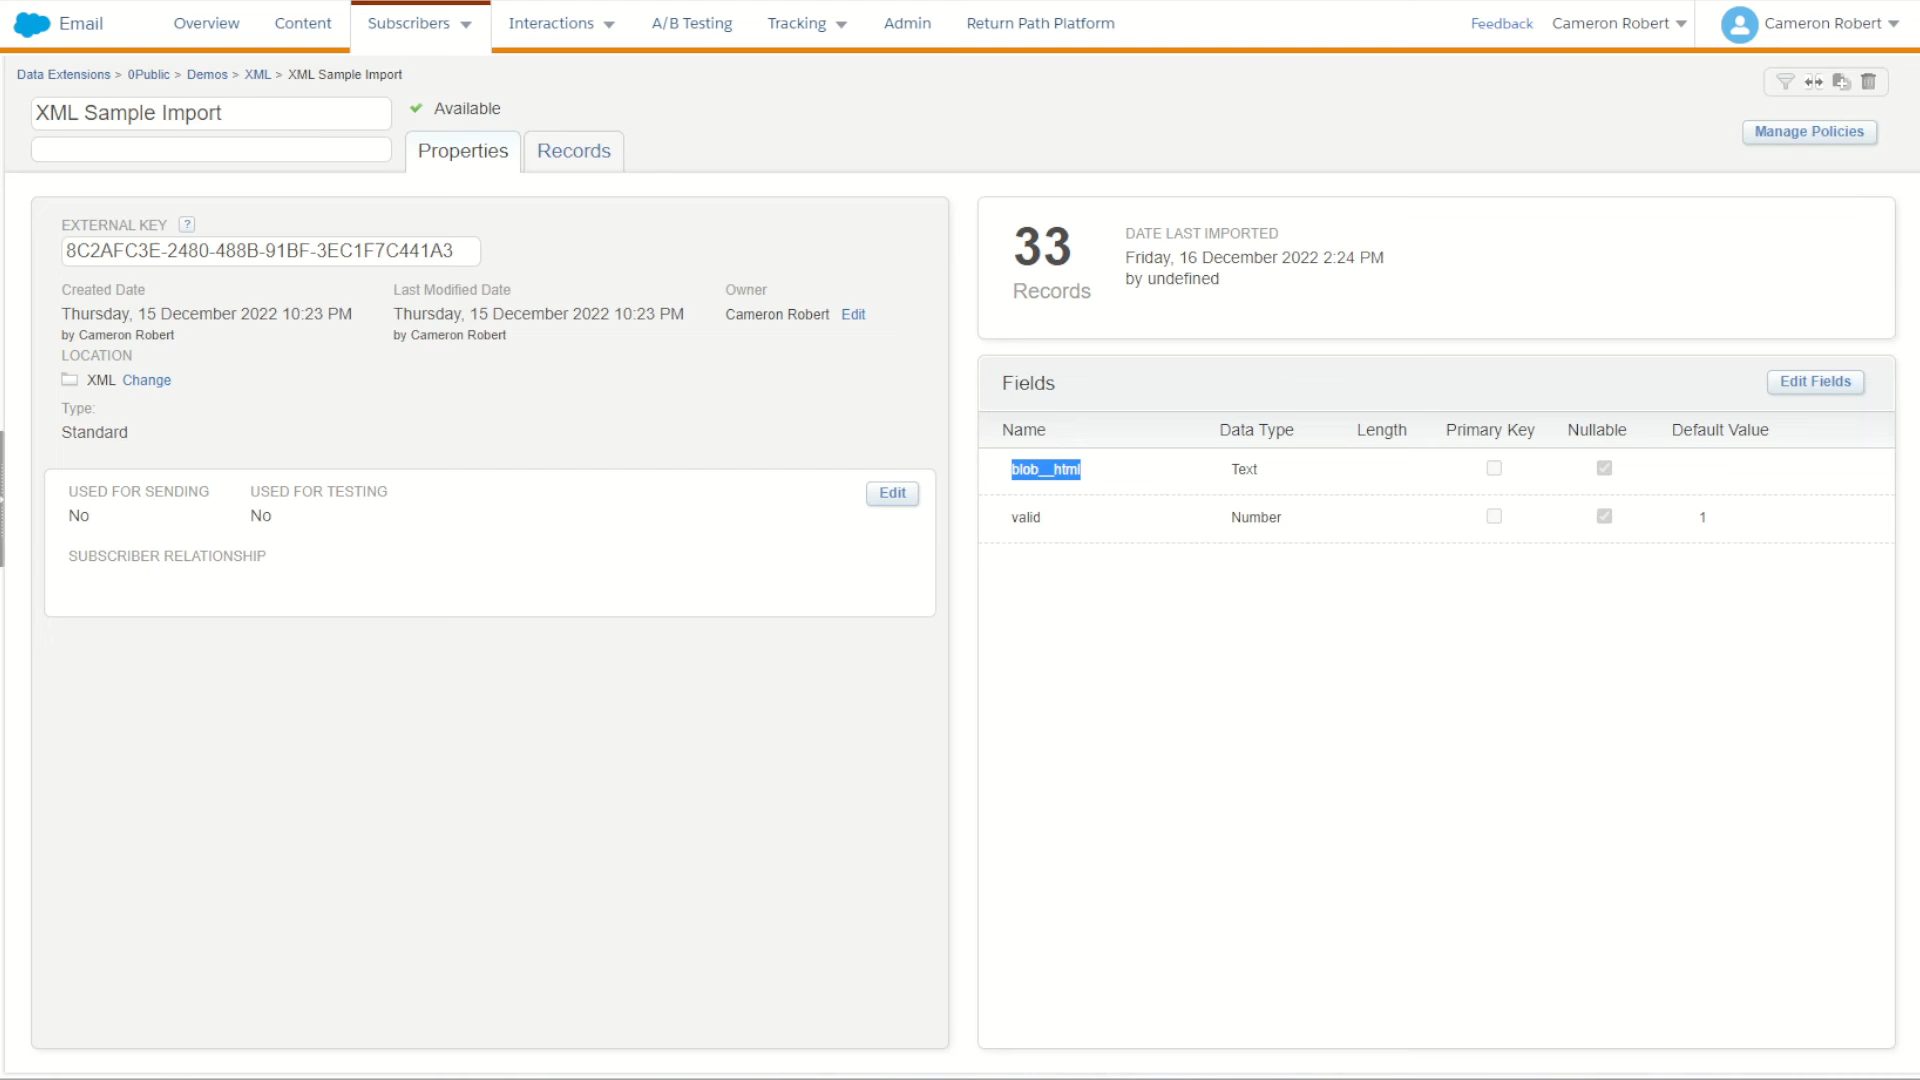 Email
Overview
Content
Subscribers
Interactions
A/B Testing
Tracking
Admin
Return Path Platform
Feedback
Cameron Robert
Cameron Robert
Data Extensions > 0Public > Demos > XML > XML Sample Import
XML Sample Import
Available
Manage Policies
Properties
Records
EXTERNAL KEY ?
8C2AFC3E-2480-488B-91BF-3EC1F7C441A3
Created Date
Thursday, 15 December 2022 10:23 PM
by Cameron Robert
Last Modified Date
Thursday, 15 December 2022 10:23 PM
by Cameron Robert
Owner
Cameron Robert Edit
LOCATION
XML Change
Type:
Standard
USED FOR SENDING
No
USED FOR TESTING
No
Edit
SUBSCRIBER RELATIONSHIP
33
Records
DATE LAST IMPORTED
Friday, 16 December 2022 2:24 PM
by undefined
Fields
Edit Fields
Name Data Type Length Primary Key Nullable Default Value
blob__html Text
valid Number 1